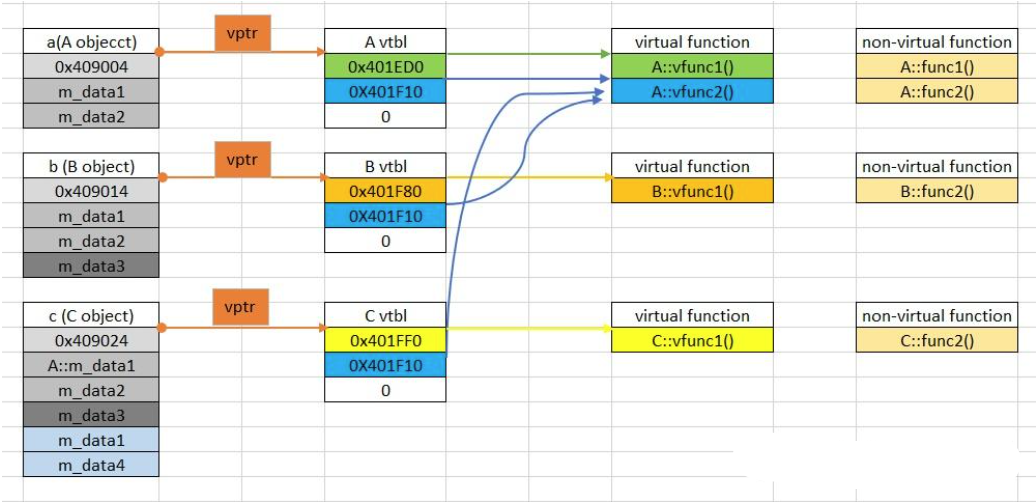 vptr
a(A objecct) A vtbl virtual function non-virtual function
0x409004 0x401ED0 A::vfunc1() A::func1()
m_data1 0X401F10 A::vfunc2() A::func2()
m_data2 0
vptr
b (B object) B vtbl virtual function non-virtual function
0x409014 0x401F80 B::vfunc1() B::func2()
m_data1 0X401F10
m_data2 0
m_data3
vptr
c (C object) C vtbl virtual function non-virtual function
0x409024 0x401FF0 C::vfunc1() C::func2()
A::m_data1 0X401F10
m_data2 0
m_data3
m_data1
m_data4